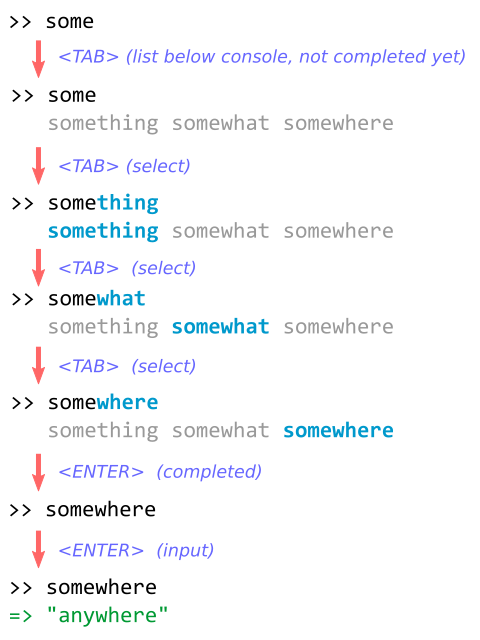 >> some
<TAB> (list below console, not completed yet)
>> some
something somewhat somewhere
<TAB> (select)
>> something
something somewhat somewhere
<TAB> (select)
>> somewhat
something somewhat somewhere
<TAB> (select)
>> somewhere
something somewhat somewhere
<ENTER> (completed)
>> somewhere
<ENTER> (input)
>> somewhere
=> "anywhere"